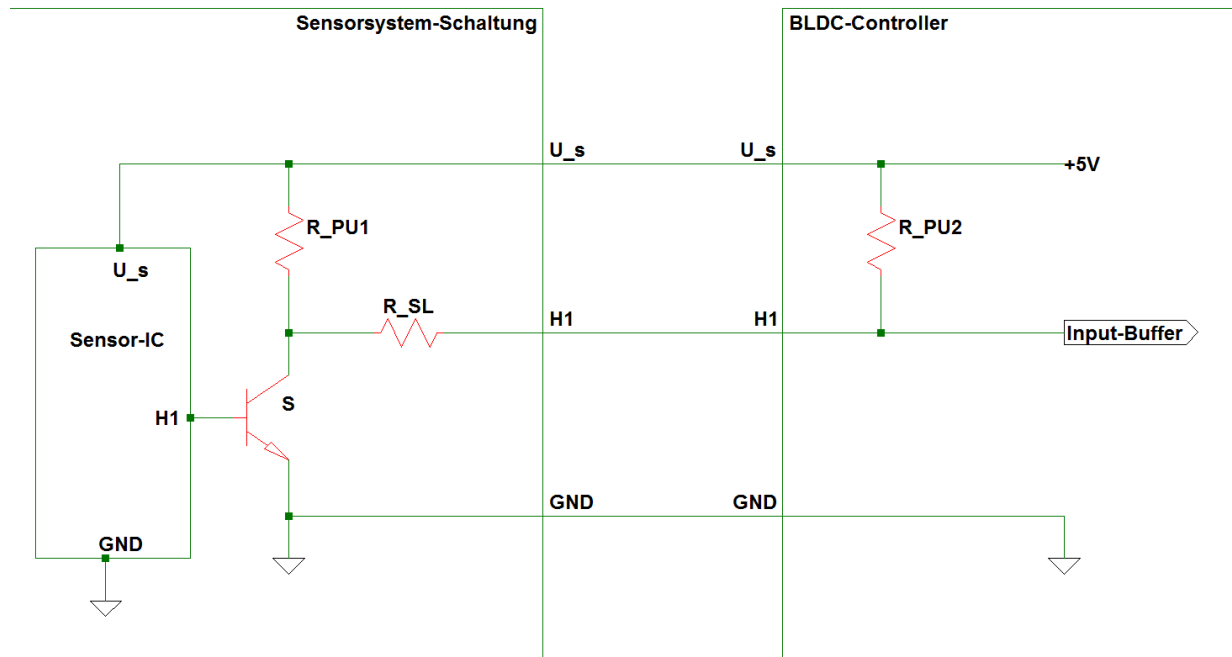 Sensorsystem-Schaltung
BLDC-Controller
U_s
U_s
+5V
R_PU1
R_PU2
U_s
R_SL
H1
H1
Sensor-IC
Input-Buffer
S
H1
GND
GND
GND